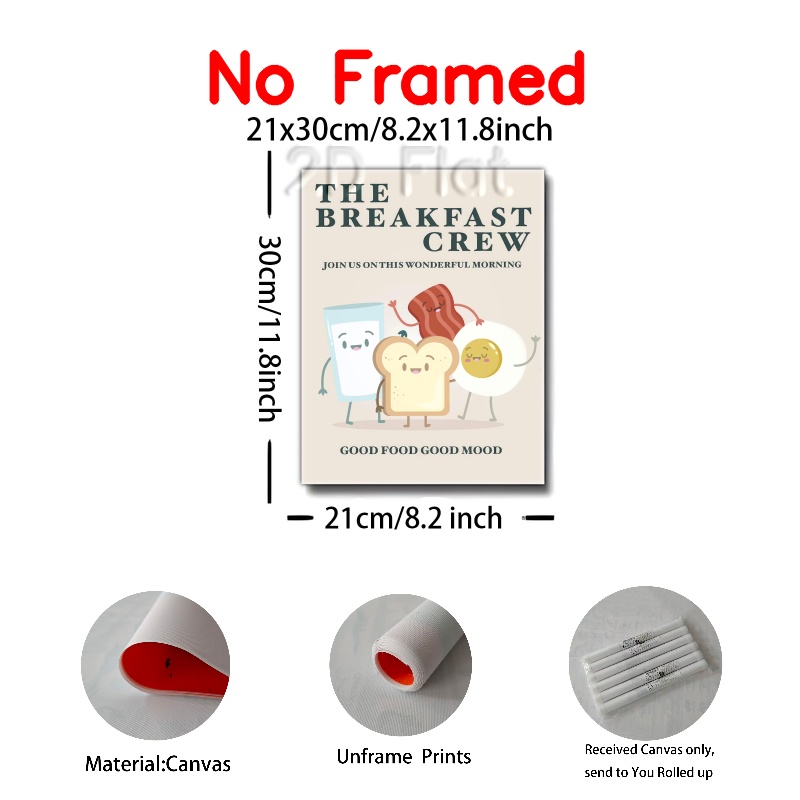 No Framed
21x30cm/8.2x11.8inch
2D Flat
THE
BREAKFAST
CREW
JOIN US ON THIS WONDERFUL MORNING
30cm/11.8inch
GOOD FOOD GOOD MOOD
21cm/8.2 inch
Material:Canvas
Unframe Prints
Received Canvas only,
send to You Rolled up